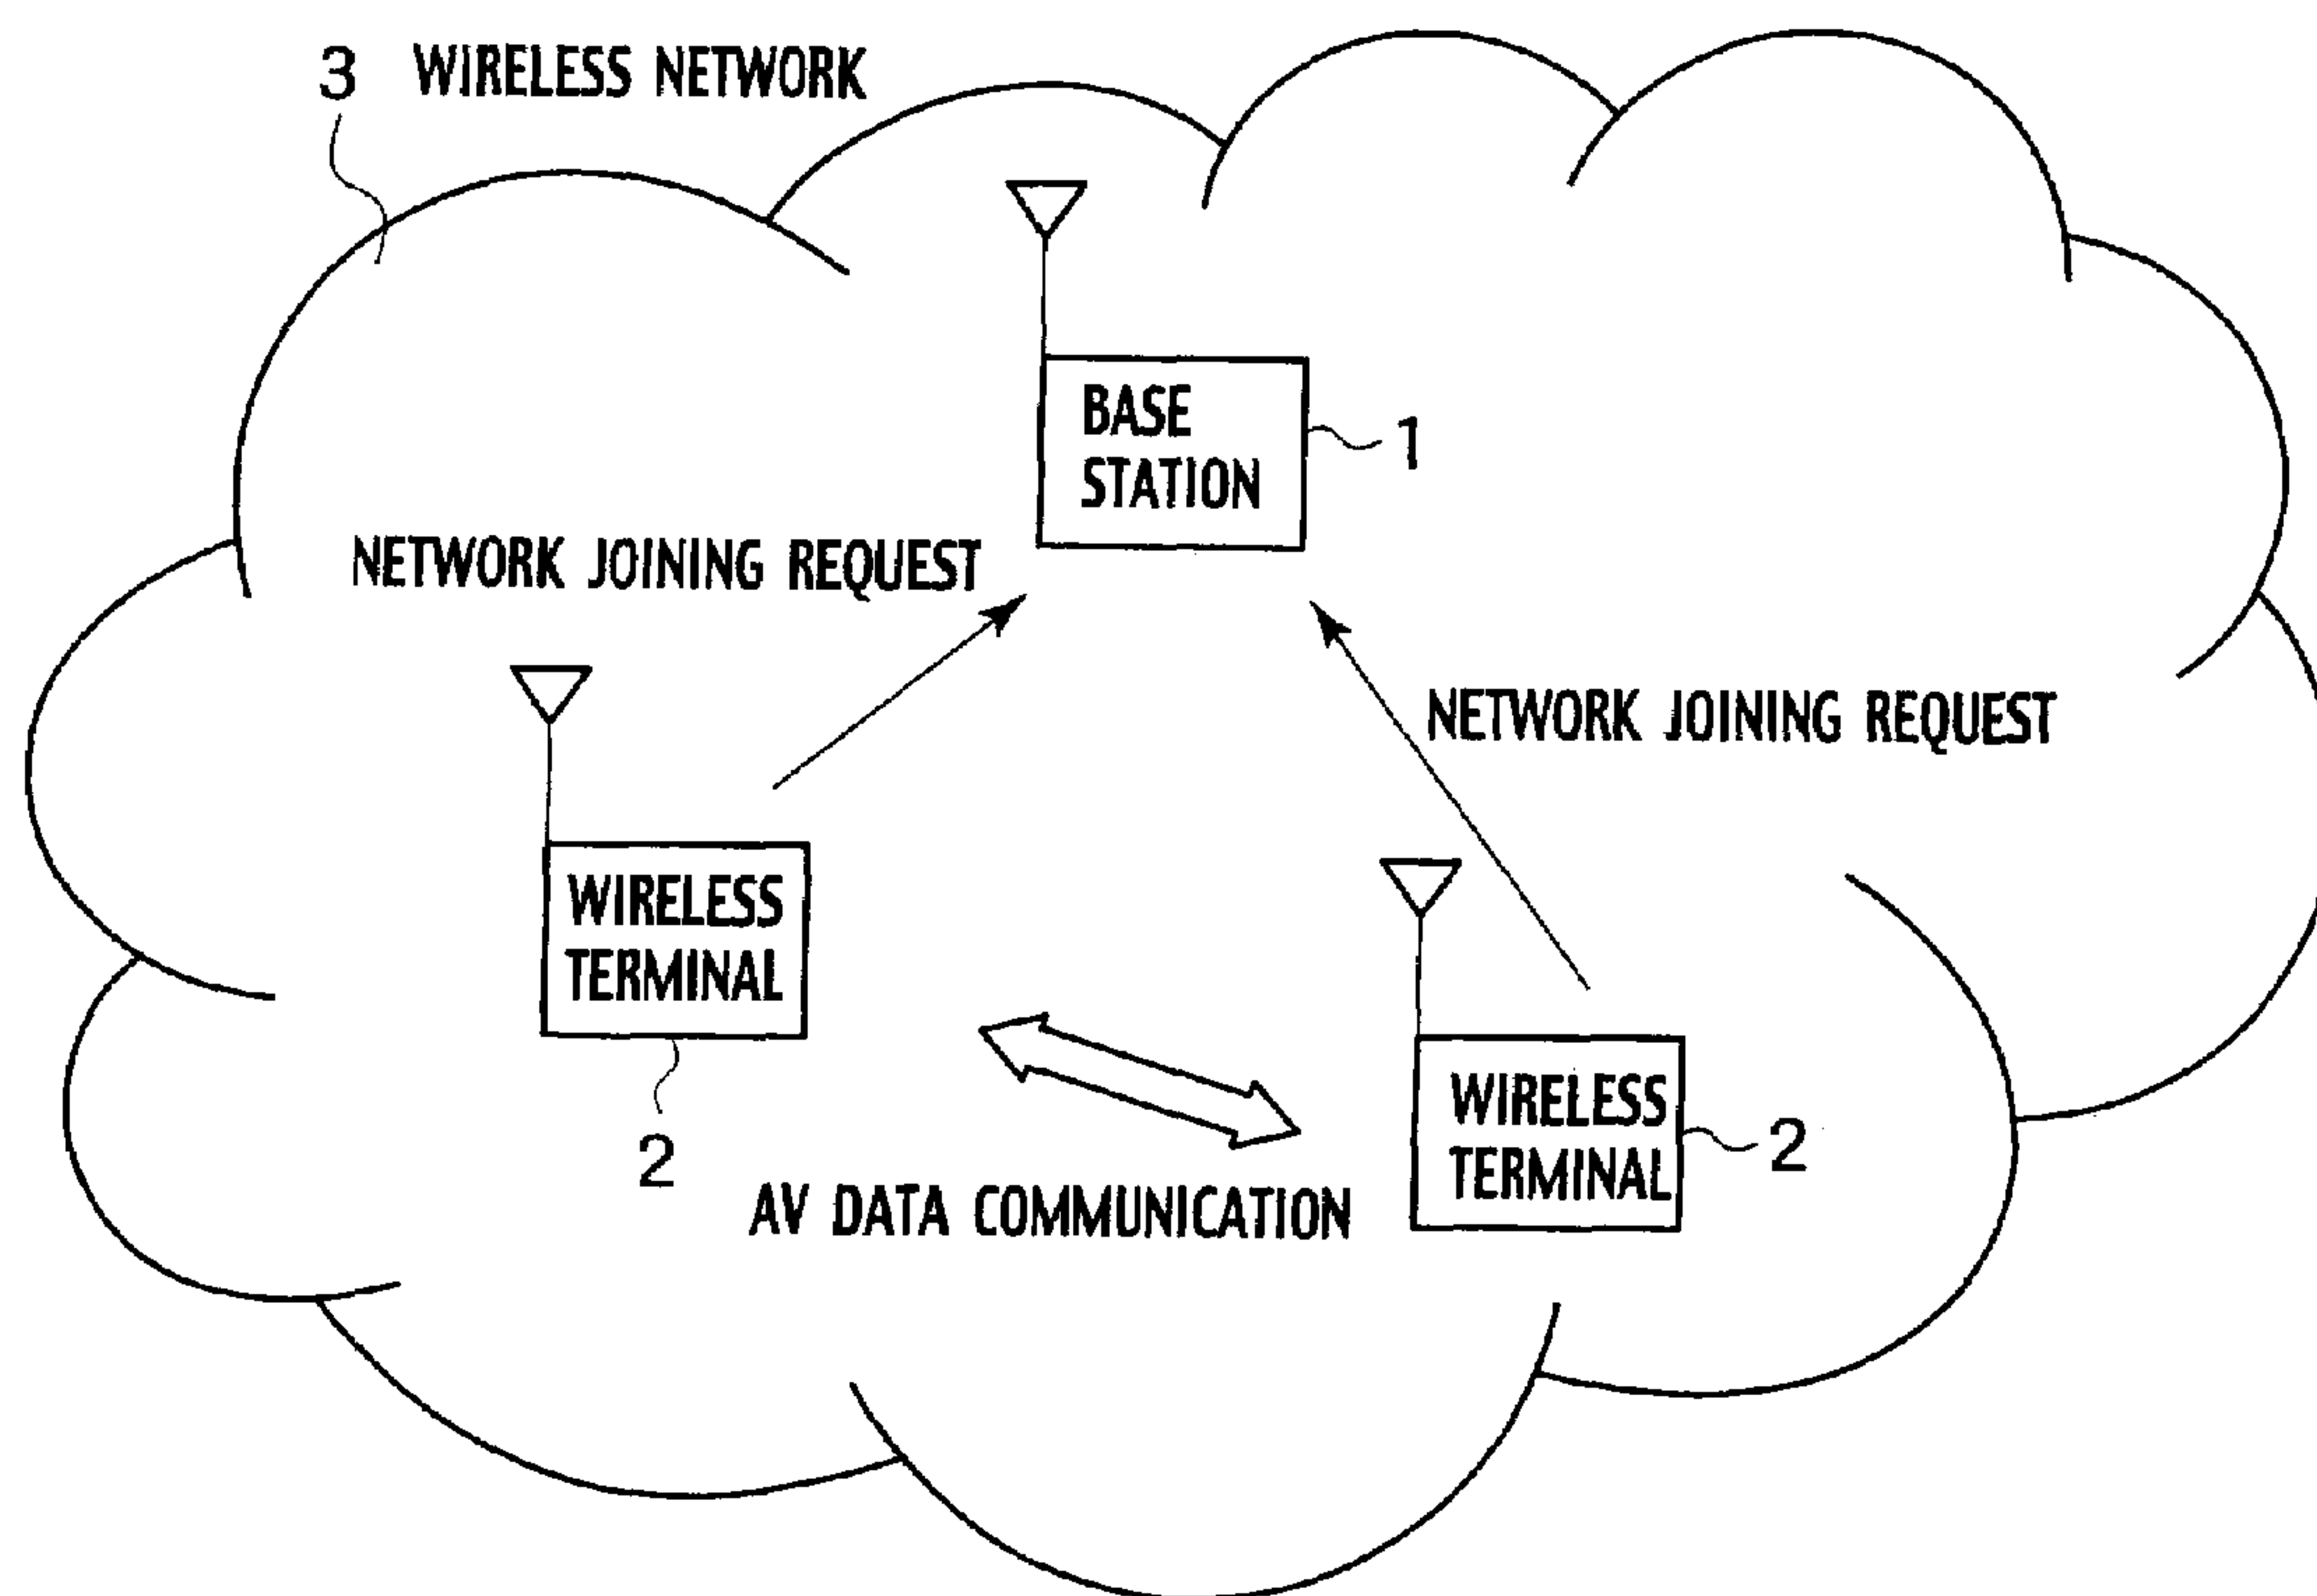 3 WIRELESS NETWORK
BASE
STATION
1
NETWORK JOINING REQUEST
NETWORK JOINING REQUEST
WIRELESS
TERMINAL
2
WIRELESS
TERMINAL
2
AV DATA COMMUNICATION